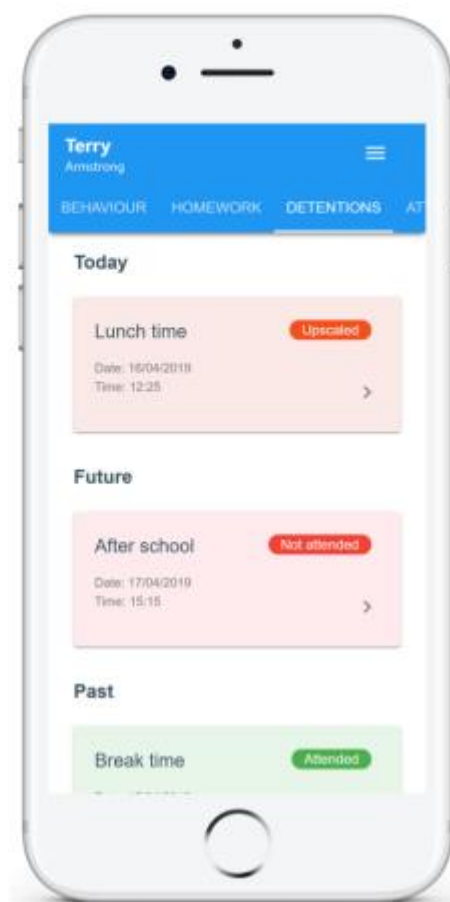 Terry
Armstrong
BEHAVIOUR HOMEWORK DETENTIONS AT
Today
Lunch time Upscaled
Date: 16/04/2019
Time: 12:25
Future
After school Not attended
Date: 17/04/2019
Time: 15:15
Past
Break time Attended